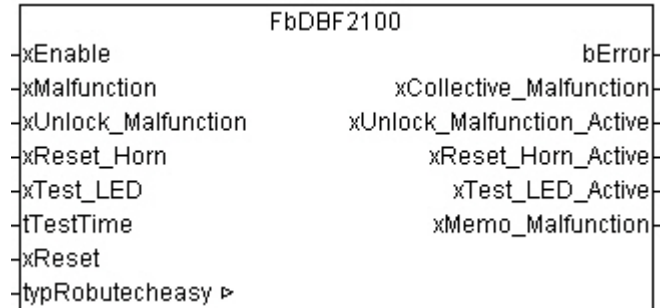 FbDBF2100
xEnable bError
xMalfunction xCollective_Malfunction
xUnlock_Malfunction xUnlock_Malfunction_Active
xReset_Horn xReset_Horn_Active
xTest_LED xTest_LED_Active
tTestTime xMemo_Malfunction
xReset
typRobutecheasy ▷